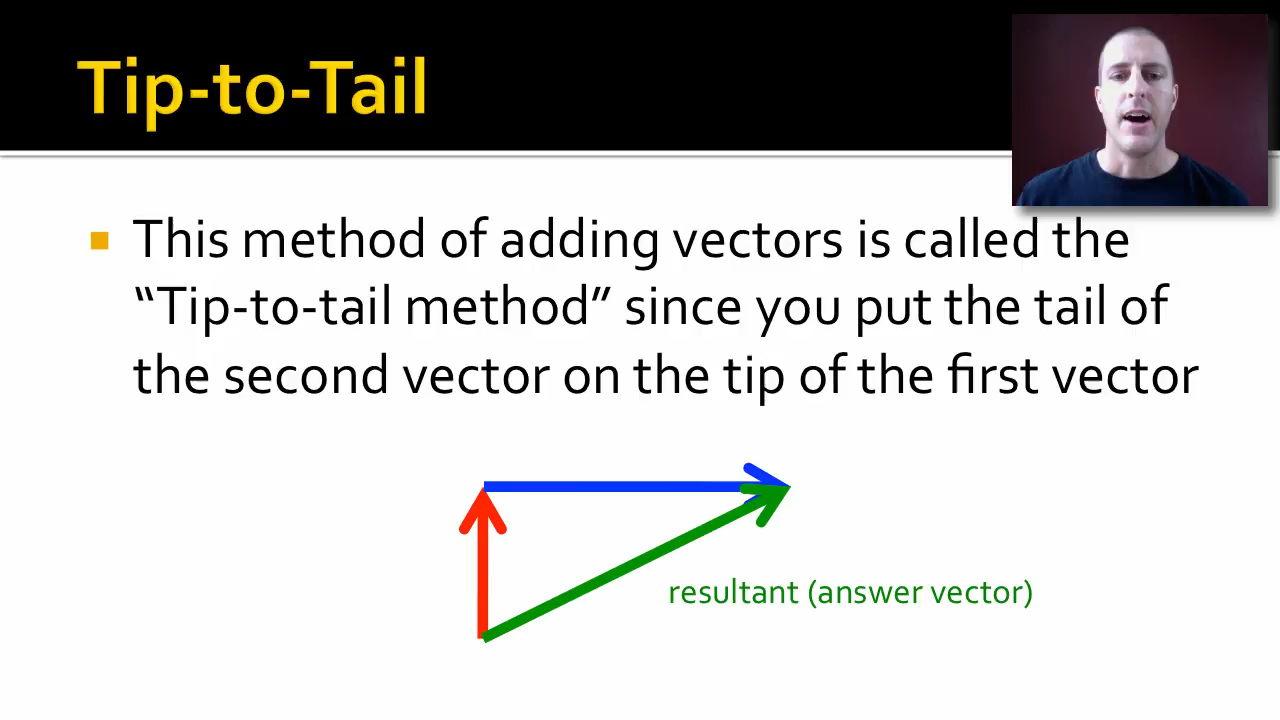 Tip-to-Tail
This method of adding vectors is called the
“Tip-to-tail method” since you put the tail of
the second vector on the tip of the first vector
resultant (answer vector)